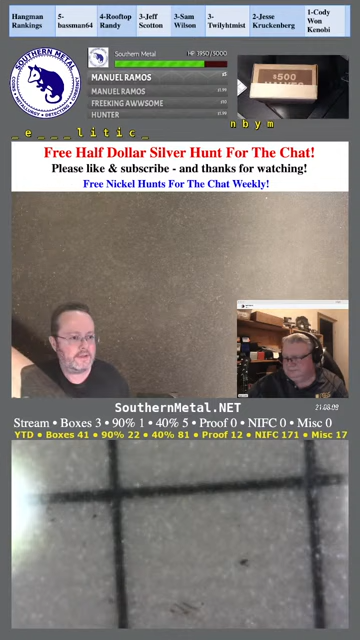 Hangman Rankings
5-bassman64
4-Rooftop Randy
3-Jeff Scotton
3-Sam Wilson
3-Twilyhtmist
2-Jesse Kruckenberg
1-Cody Won Kenobi
SOUTHERN METAL
Southern Metal
HP: 3950/5000
MANUEL RAMOS
MANUEL RAMOS
FREEKING AWWSOME
HUNTER
$500
_ e _ _ _ l i t i c _
n b y m
Free Half Dollar Silver Hunt For The Chat!
Please like & subscribe - and thanks for watching!
Free Nickel Hunts For The Chat Weekly!
SouthernMetal.NET
Stream • Boxes 3 • 90% 1 • 40% 5 • Proof 0 • NIFC 0 • Misc 0
YTD • Boxes 41 • 90% 22 • 40% 81 • Proof 12 • NIFC 171 • Misc 17